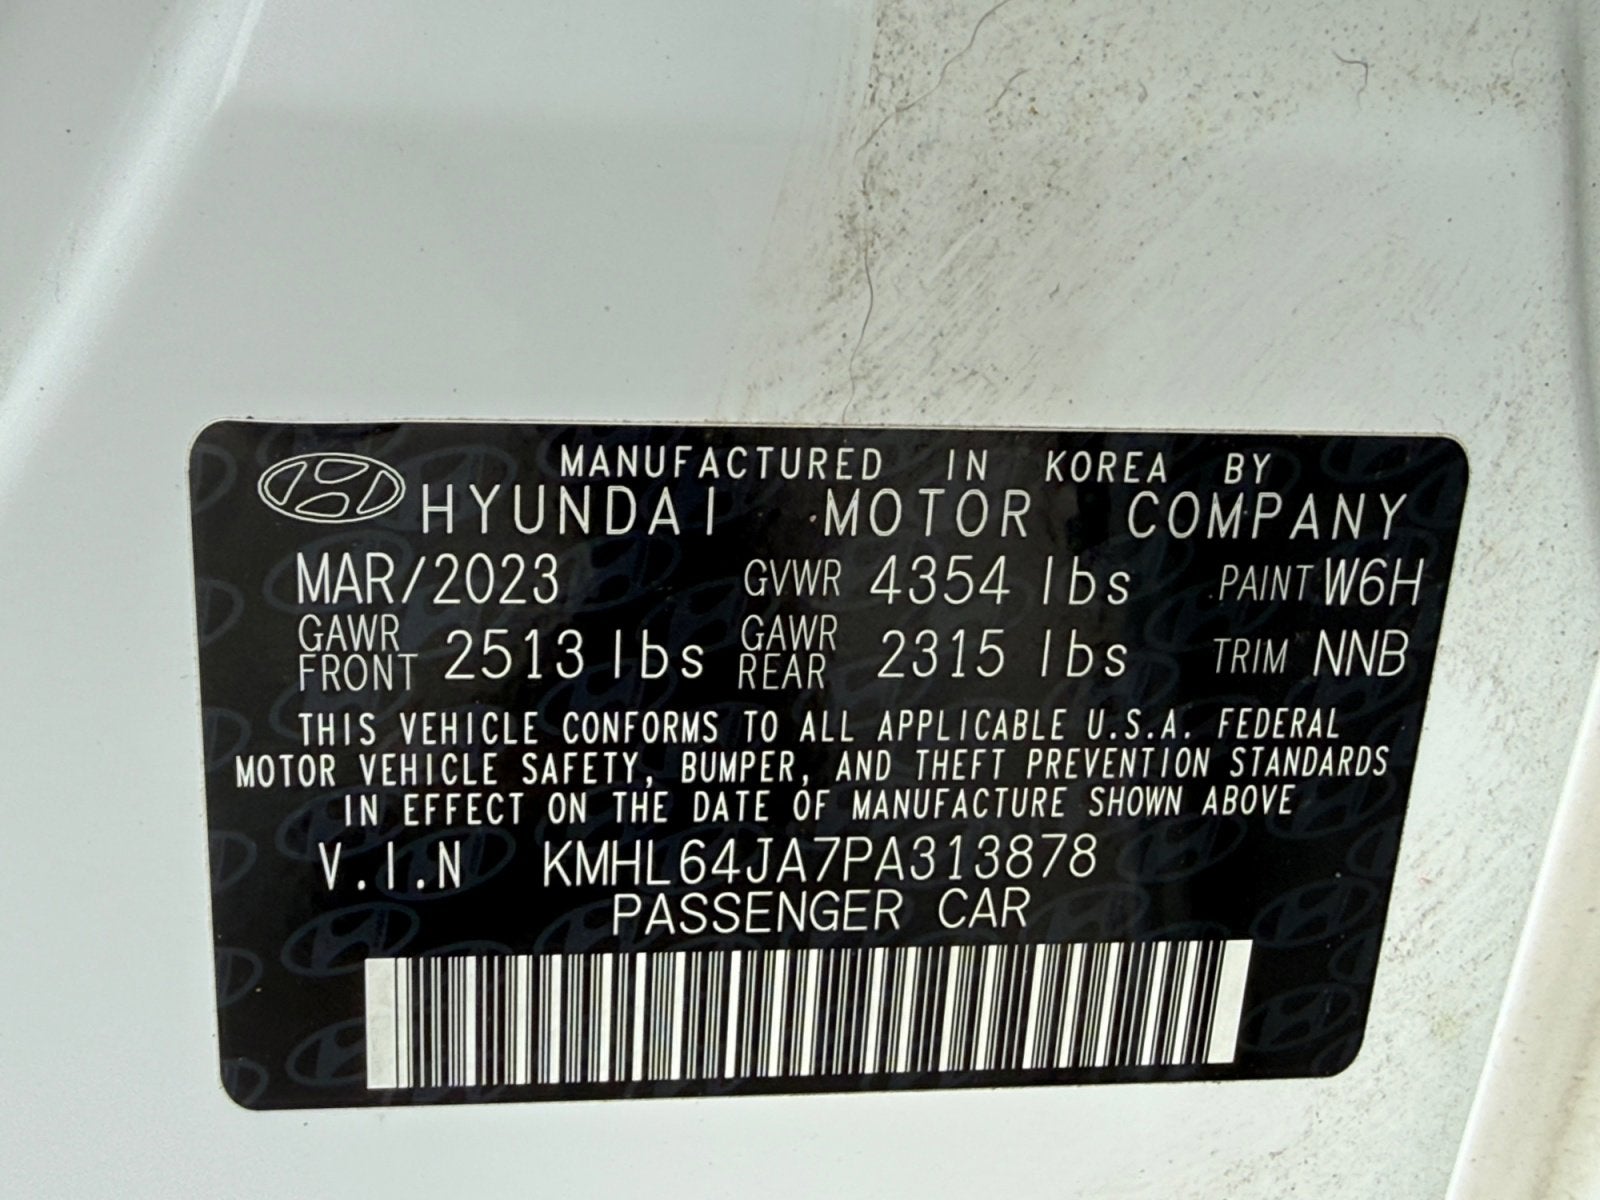 MANUFACTURED IN KOREA BY
HYUNDAI MOTOR COMPANY
MAR/2023 GVWR 4354 lbs PAINT W6H
GAWR FRONT 2513 lbs GAWR REAR 2315 lbs TRIM NNB
THIS VEHICLE CONFORMS TO ALL APPLICABLE U.S.A. FEDERAL
MOTOR VEHICLE SAFETY, BUMPER, AND THEFT PREVENTION STANDARDS
IN EFFECT ON THE DATE OF MANUFACTURE SHOWN ABOVE
V.I.N KMHL64JA7PA313878
PASSENGER CAR